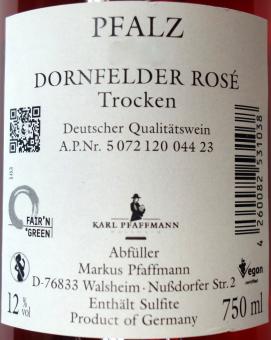 PFALZ
DORNFELDER ROSÉ
Trocken
Deutscher Qualitätswein
A.P.Nr. 5 072 120 044 23
103
FAIR'N
GREEN
KARL PFAFFMANN
vegan
4 260082 531038
Abfüller
Markus Pfaffmann
D-76833 Walsheim · Nußdorfer Str. 2
12 % vol
Enthält Sulfite
750 ml
Product of Germany